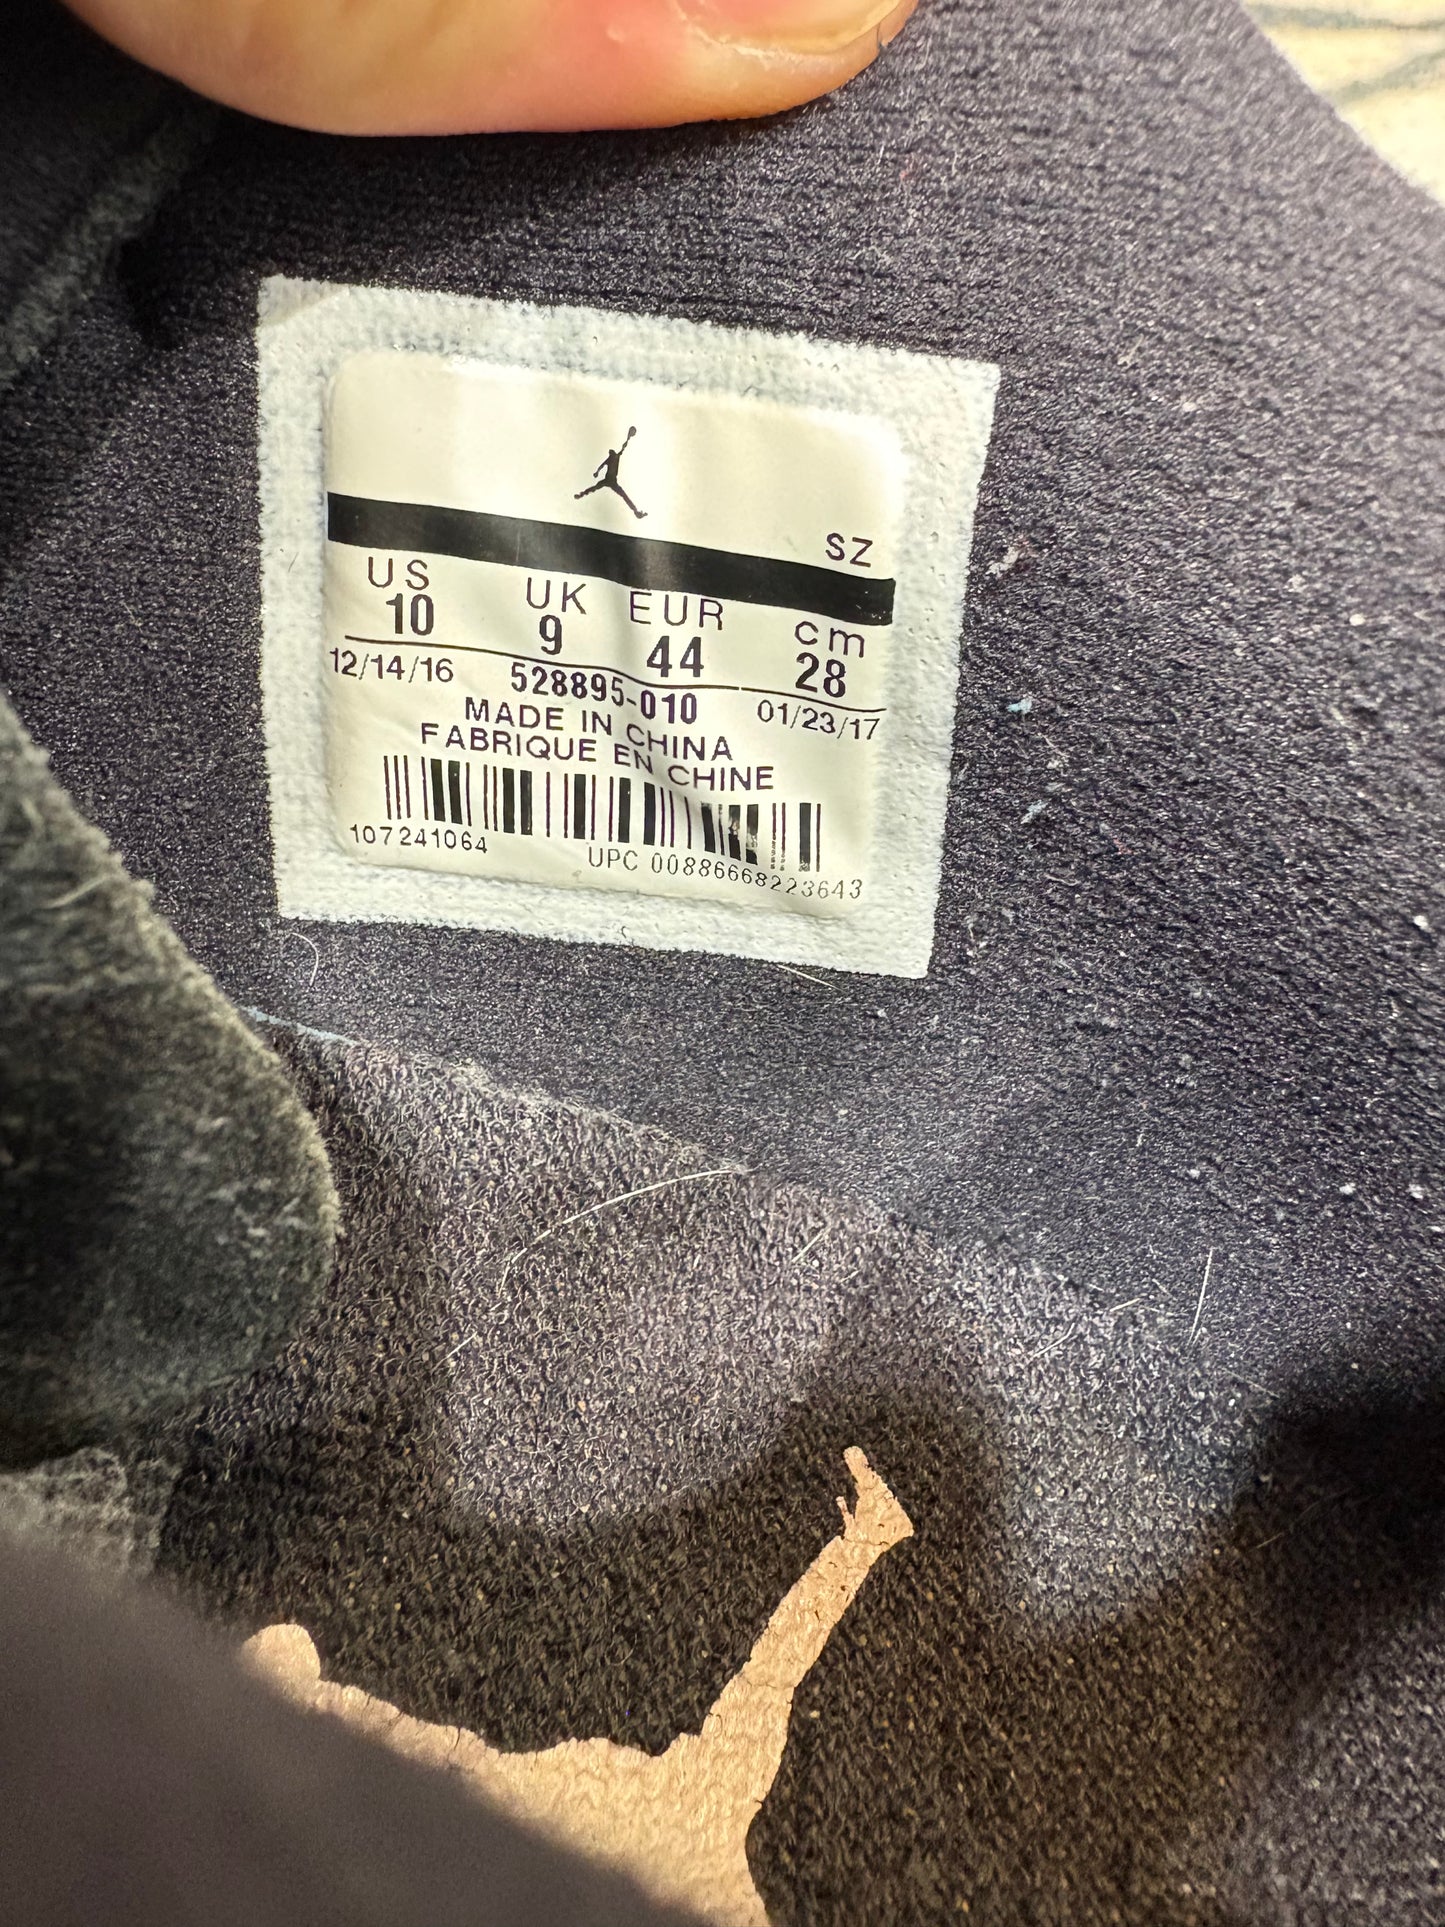 SZ
US UK EUR cm
10 9 44 28
12/14/16 528895-010 01/23/17
MADE IN CHINA
FABRIQUE EN CHINE
107241064 UPC 00886668223643